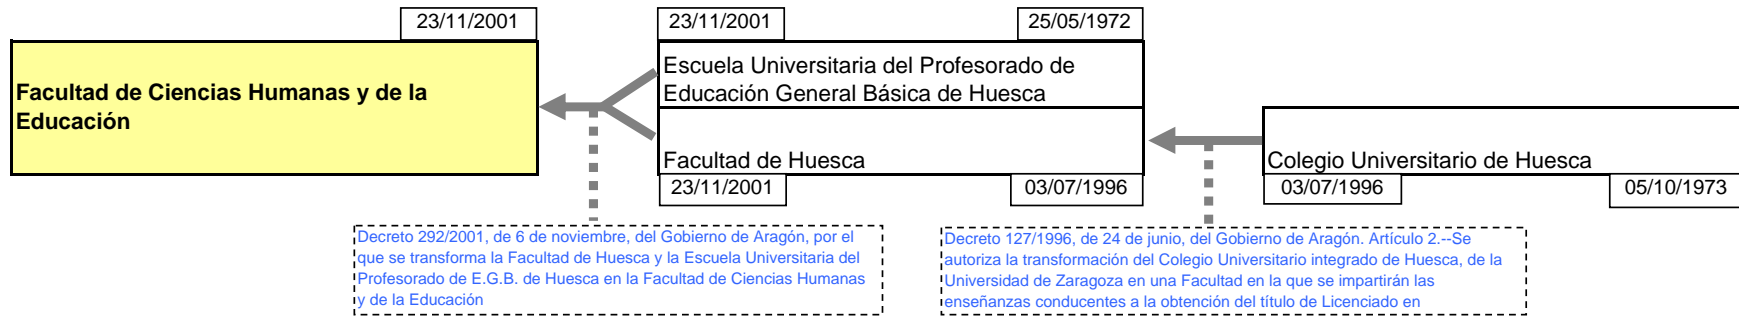 23/11/2001
23/11/2001
25/05/1972
Facultad de Ciencias Humanas y de la
Educación
Escuela Universitaria del Profesorado de
Educación General Básica de Huesca
Facultad de Huesca
Colegio Universitario de Huesca
23/11/2001
03/07/1996
03/07/1996
05/10/1973
Decreto 292/2001, de 6 de noviembre, del Gobierno de Aragón, por el
que se transforma la Facultad de Huesca y la Escuela Universitaria del
Profesorado de E.G.B. de Huesca en la Facultad de Ciencias Humanas
y de la Educación
Decreto 127/1996, de 24 de junio, del Gobierno de Aragón. Artículo 2.--Se
autoriza la transformación del Colegio Universitario integrado de Huesca, de la
Universidad de Zaragoza en una Facultad en la que se impartirán las
enseñanzas conducentes a la obtención del título de Licenciado en